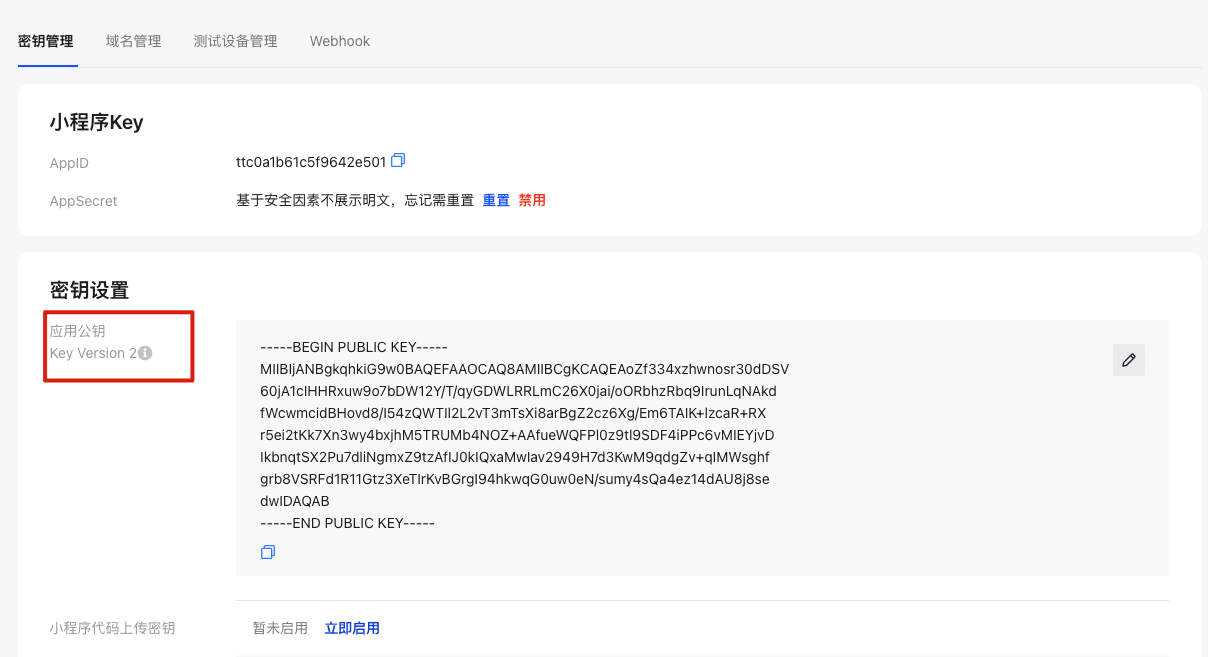 密钥管理 域名管理 测试设备管理 Webhook
小程序Key
AppID ttc0a1b61c5f9642e501
AppSecret 基于安全因素不展示明文，忘记需重置 重置 禁用
密钥设置
应用公钥
Key Version 2
-----BEGIN PUBLIC KEY-----
MIIBIjANBgkqhkiG9w0BAQEFAAOCAQ8AMIIBCgKCAQEAoZf334xzhwnosr30dDSV
60jA1cIHHRxuw9o7bDW12Y/T/qyGDWLRRLmC26X0jai/oORbhzRbq9IrunLqNAkd
fWcwmcidBHovd8/I54zQWTIl2L2vT3mTsXi8arBgZ2cz6Xg/Em6TAlK+lzcaR+RX
r5ei2tKk7Xn3wy4bxjhM5TRUMb4NOZ+AAfueWQFPl0z9tI9SDF4iPPc6vMIEYjvD
IkbnqtSX2Pu7dliNgmxZ9tzAfIJ0kIQxaMwlav2949H7d3KwM9qdgZv+qlMWsghf
grb8VSRFd1R11Gtz3XeTIrKvBGrgI94hkwqG0uw0eN/sumy4sQa4ez14dAU8j8se
dwIDAQAB
-----END PUBLIC KEY-----
小程序代码上传密钥 暂未启用 立即启用